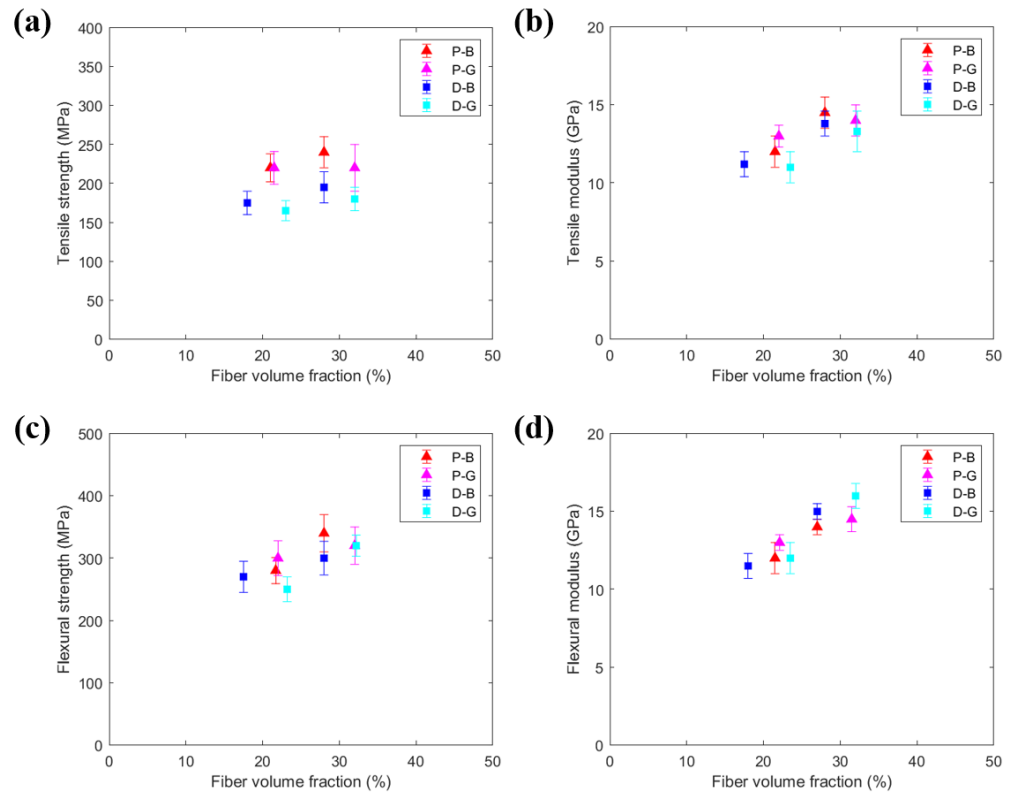 (a)
400
350
300
250
200
150
100
50
0
Tensile strength (MPa)
P-B
P-G
D-B
D-G
0 10 20 30 40 50
Fiber volume fraction (%)
(b)
20
15
10
5
0
Tensile modulus (GPa)
P-B
P-G
D-B
D-G
0 10 20 30 40 50
Fiber volume fraction (%)
(c)
500
400
300
200
100
0
Flexural strength (MPa)
P-B
P-G
D-B
D-G
0 10 20 30 40 50
Fiber volume fraction (%)
(d)
20
15
10
5
0
Flexural modulus (GPa)
P-B
P-G
D-B
D-G
0 10 20 30 40 50
Fiber volume fraction (%)